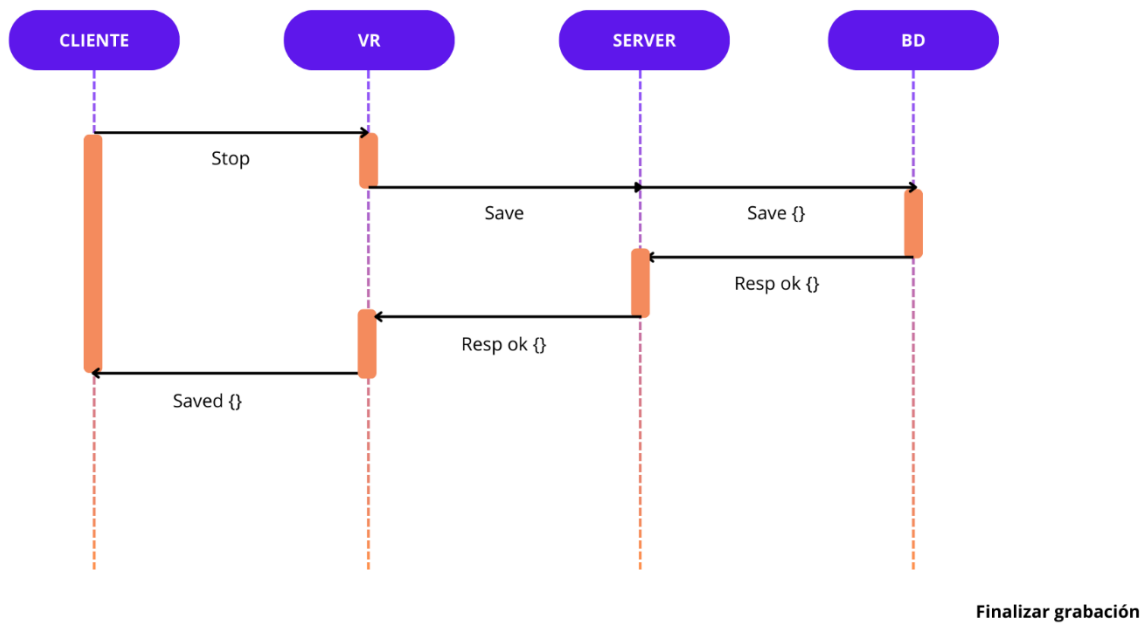 CLIENTE
VR
SERVER
BD
Stop
Save
Save {}
Resp ok {}
Resp ok {}
Saved {}
Finalizar grabación